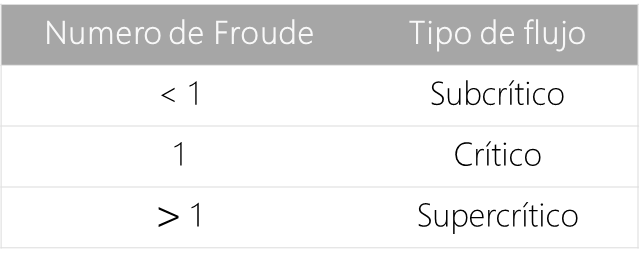 Numero de Froude Tipo de flujo
< 1 Subcrítico
1 Crítico
> 1 Supercrítico